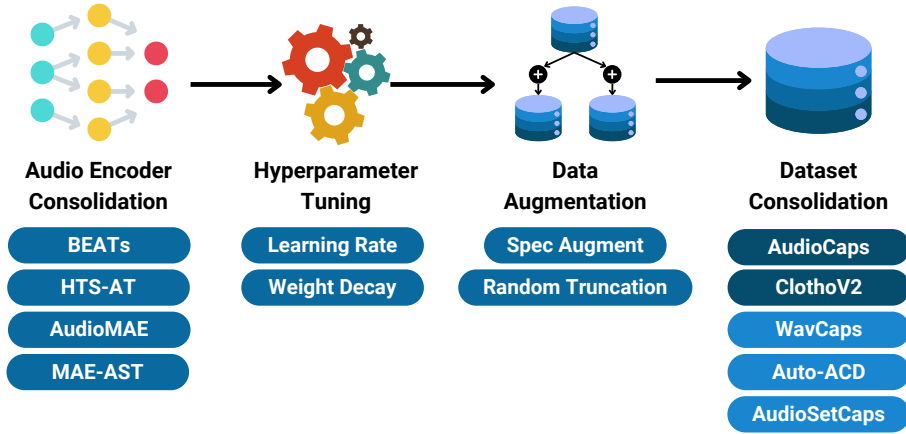 Audio Encoder
Consolidation
BEATs
HTS-AT
AudioMAE
MAE-AST
Hyperparameter
Tuning
Learning Rate
Weight Decay
Data
Augmentation
Spec Augment
Random Truncation
Dataset
Consolidation
AudioCaps
ClothoV2
WavCaps
Auto-ACD
AudioSetCaps